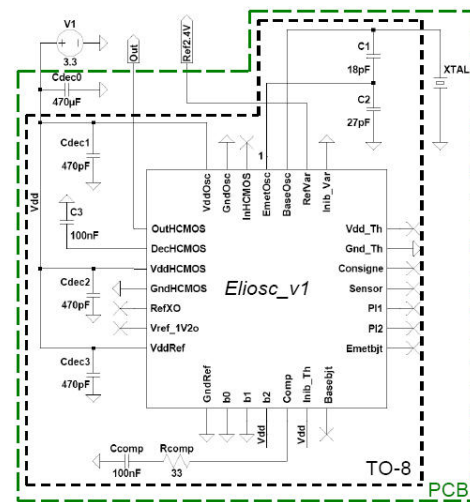 V1
3.3
Out
Ref2.4V
XTAL
Cdec0
470µF
C1
18pF
C2
27pF
Cdec1
470pF
Vdd
C3
100nF
1
VddOsc
GndOsc
InHCMOS
EmetOsc
BaseOsc
RefVar
Inib_Var
OutHCMOS
DecHCMOS
VddHCMOS
GndHCMOS
RefXO
Vref_1V2o
VddRef
Eliosc_v1
Vdd_Th
Gnd_Th
Consigne
Sensor
PI1
PI2
Emetbjt
Cdec2
470pF
Cdec3
470pF
GndRef
b0
b1
b2
Comp
Inib_Th
Basebjt
Vdd
Vdd
Ccomp
Rcomp
100nF
33
TO-8
PCB